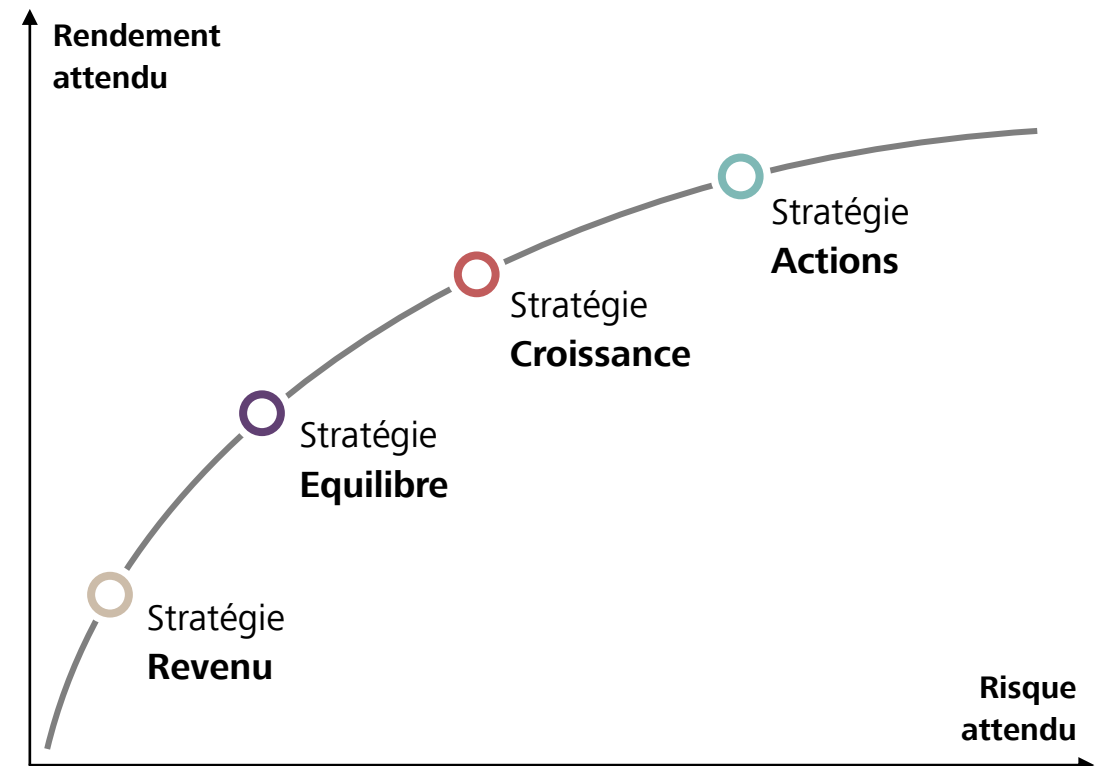 Rendement
attendu
Stratégie
Actions
Stratégie
Croissance
Stratégie
Equilibre
Stratégie
Revenu
Risque
attendu